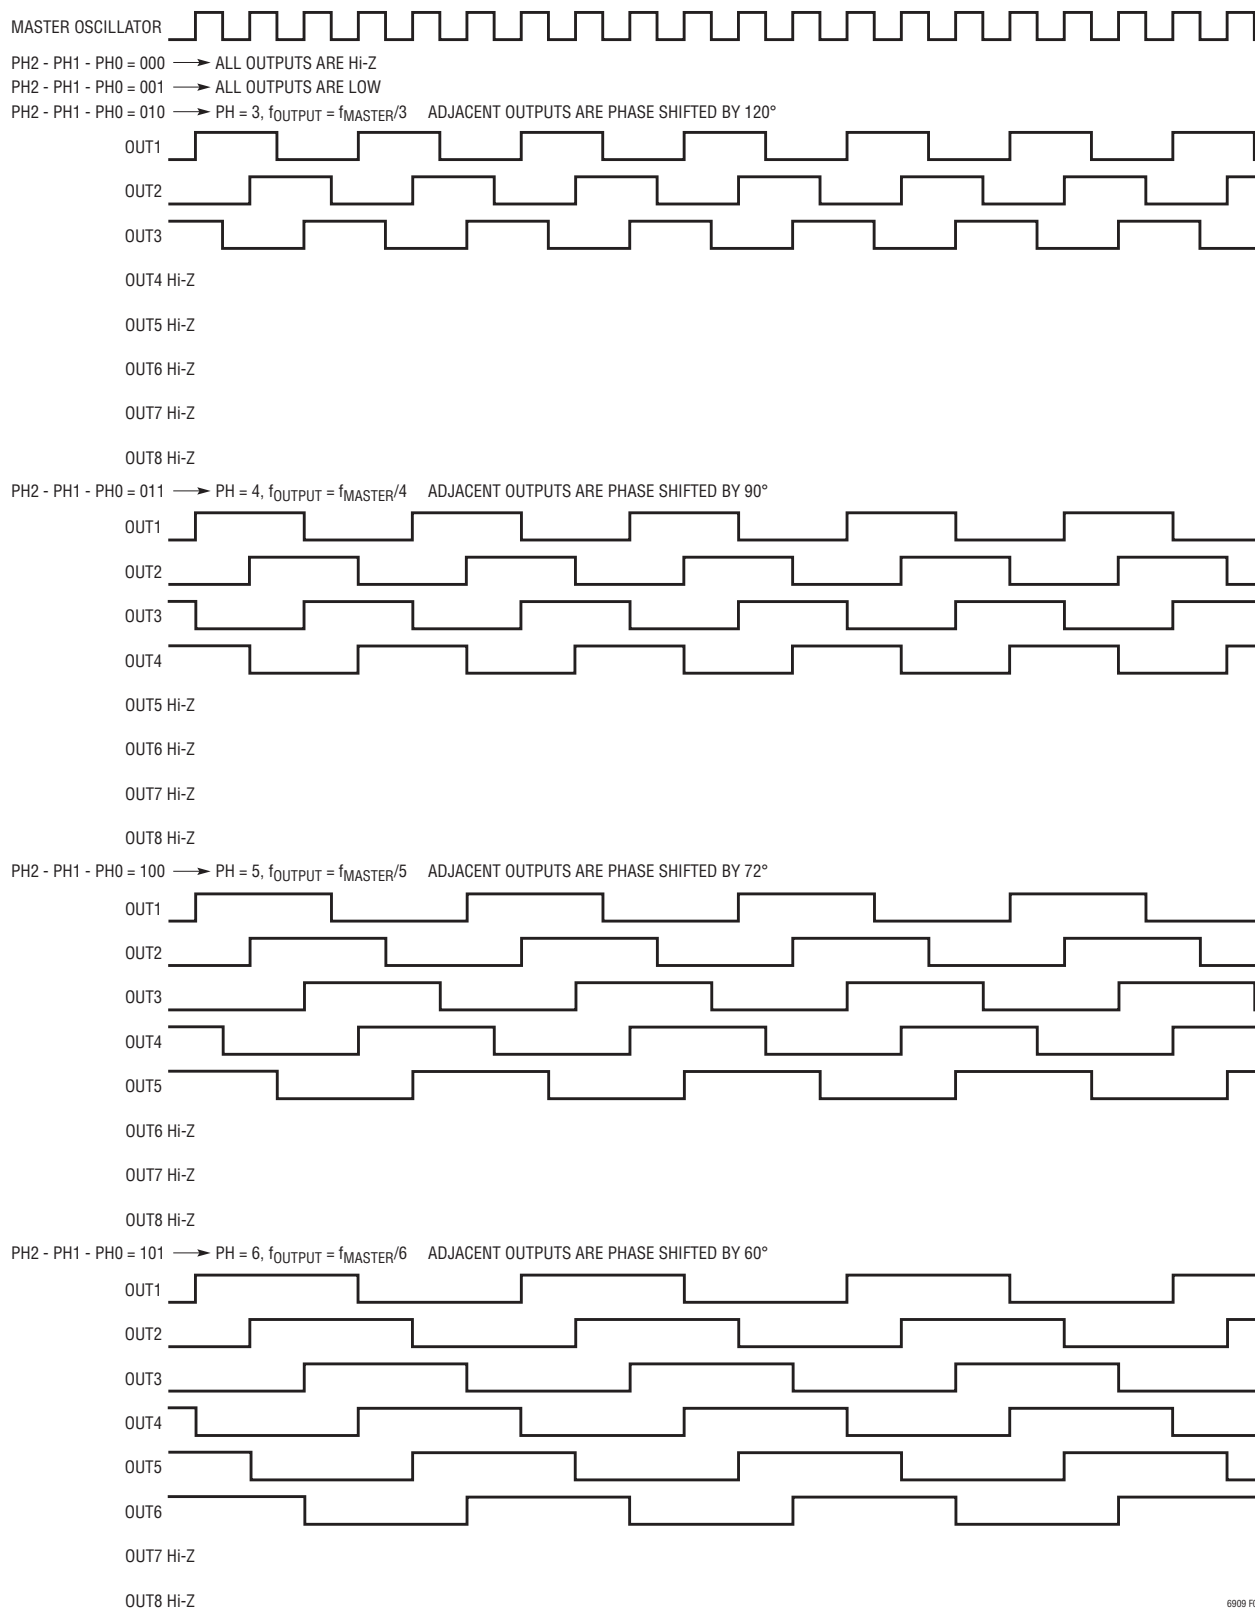 MASTER OSCILLATOR
PH2 - PH1 - PH0 = 000 → ALL OUTPUTS ARE Hi-Z
PH2 - PH1 - PH0 = 001 → ALL OUTPUTS ARE LOW
PH2 - PH1 - PH0 = 010 → PH = 3, fOUTPUT = fMASTER/3 ADJACENT OUTPUTS ARE PHASE SHIFTED BY 120°
OUT1
OUT2
OUT3
OUT4 Hi-Z
OUT5 Hi-Z
OUT6 Hi-Z
OUT7 Hi-Z
OUT8 Hi-Z
PH2 - PH1 - PH0 = 011 → PH = 4, fOUTPUT = fMASTER/4 ADJACENT OUTPUTS ARE PHASE SHIFTED BY 90°
OUT1
OUT2
OUT3
OUT4
OUT5 Hi-Z
OUT6 Hi-Z
OUT7 Hi-Z
OUT8 Hi-Z
PH2 - PH1 - PH0 = 100 → PH = 5, fOUTPUT = fMASTER/5 ADJACENT OUTPUTS ARE PHASE SHIFTED BY 72°
OUT1
OUT2
OUT3
OUT4
OUT5
OUT6 Hi-Z
OUT7 Hi-Z
OUT8 Hi-Z
PH2 - PH1 - PH0 = 101 → PH = 6, fOUTPUT = fMASTER/6 ADJACENT OUTPUTS ARE PHASE SHIFTED BY 60°
OUT1
OUT2
OUT3
OUT4
OUT5
OUT6
OUT7 Hi-Z
OUT8 Hi-Z
6909